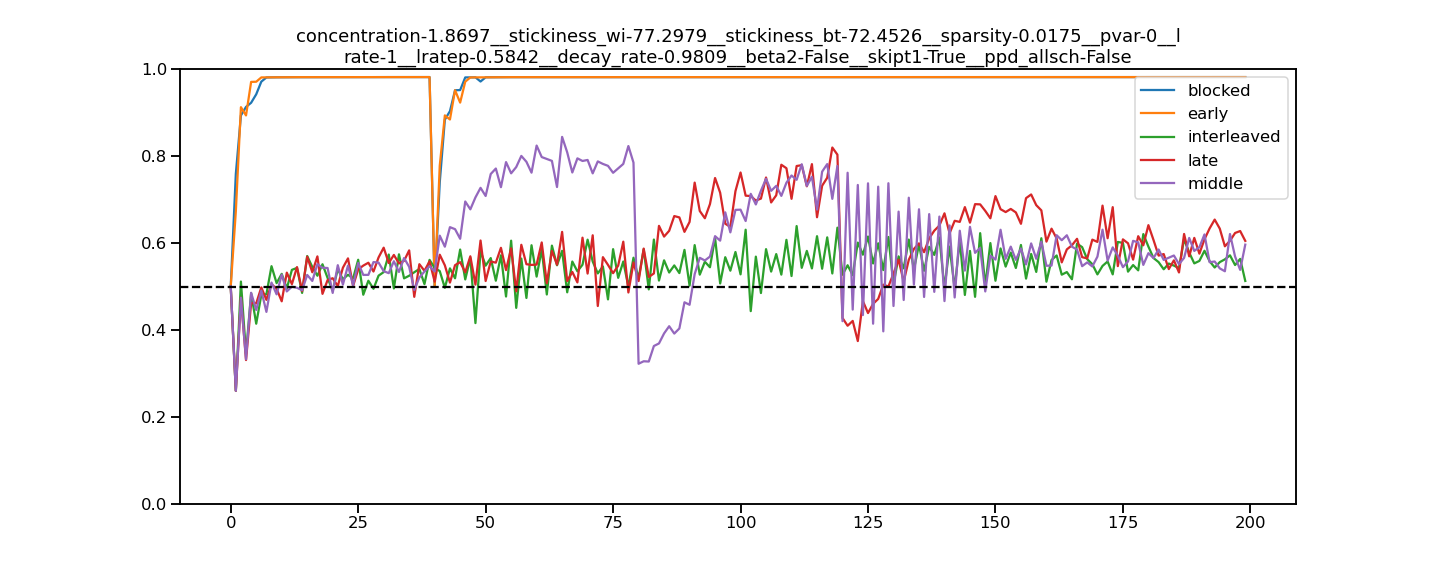 concentration-1.8697__stickiness_wi-77.2979__stickiness_bt-72.4526__sparsity-0.0175__pvar-0__l
rate-1__lratep-0.5842__decay_rate-0.9809__beta2-False__skipt1-True__ppd_allsch-False
1.0
0.8
0.6
0.4
0.2
0.0
blocked
early
interleaved
late
middle
0 25 50 75 100 125 150 175 200